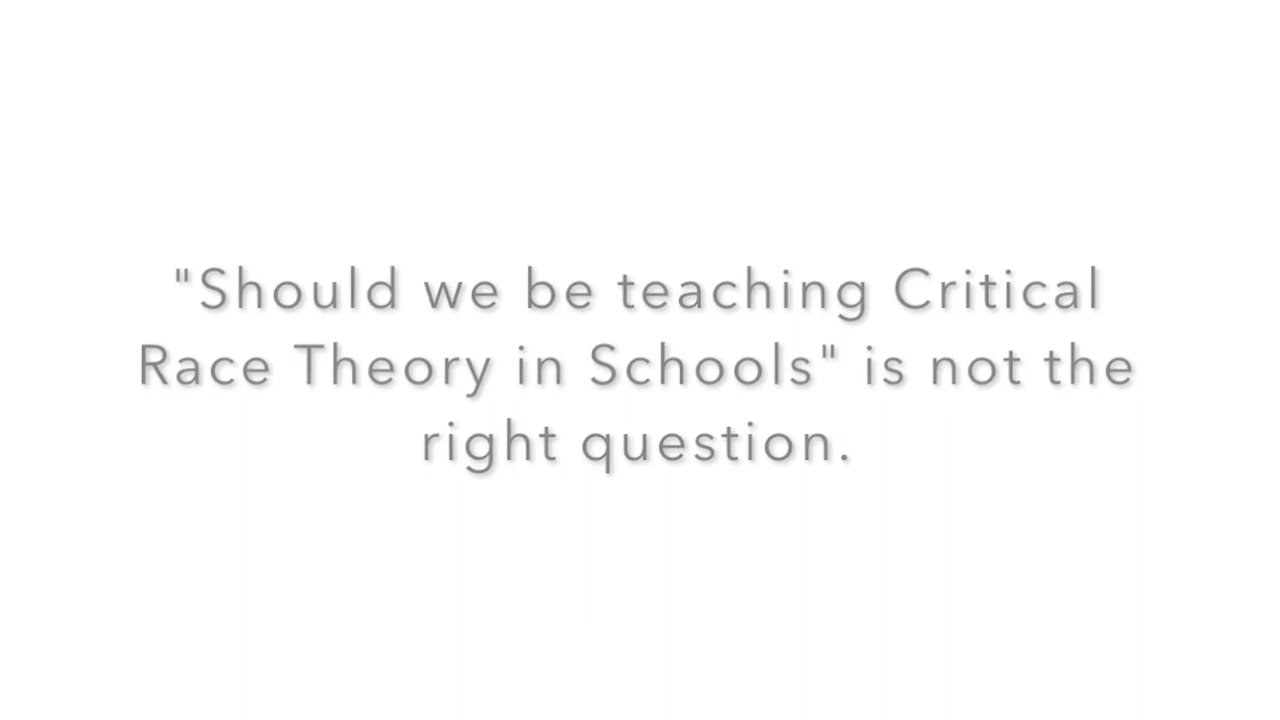 "Should we be teaching Critical
Race Theory in Schools" is not the
right question.